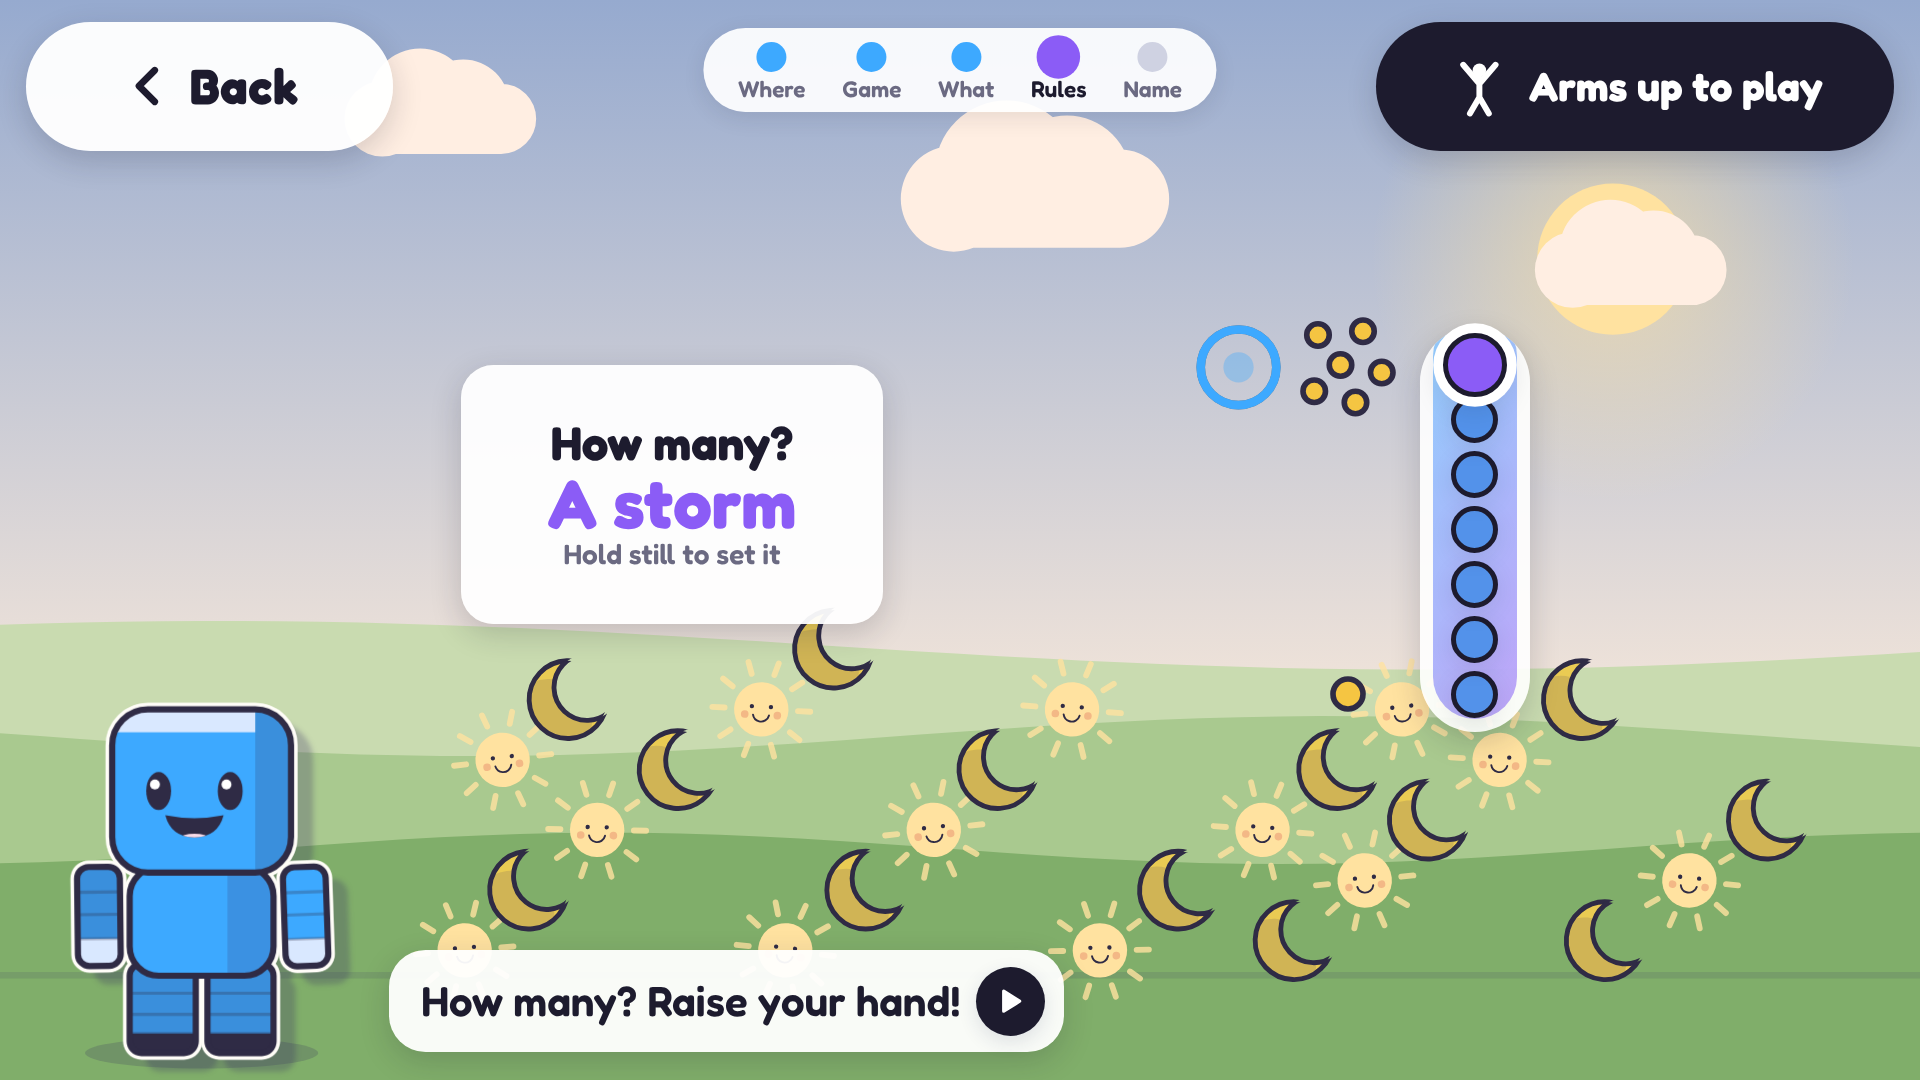 Back
Where
Game
What
Rules
Name
Arms up to play
How many?
A storm
Hold still to set it
How many? Raise your hand!